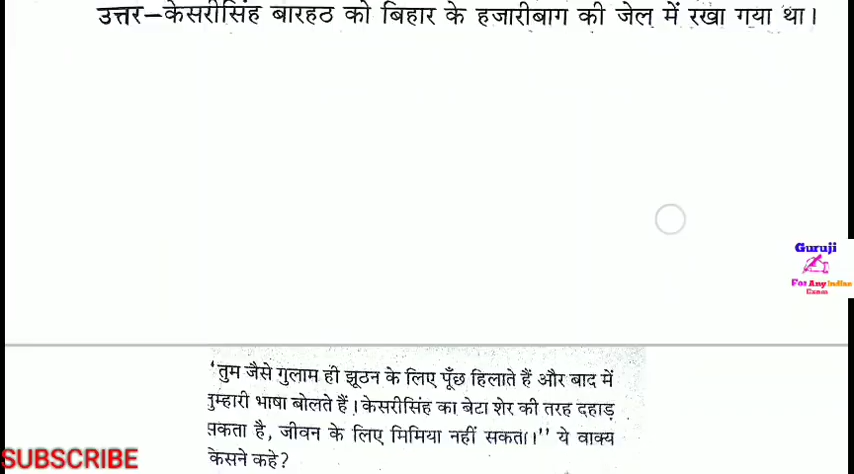 उत्तर–केसरीसिंह बारहठ को बिहार के हजारीबाग की जेल में रखा गया था।
Guruji
For Any Indian
Exam
'तुम जैसे गुलाम ही झूठन के लिए पूँछ हिलाते हैं और बाद में
तुम्हारी भाषा बोलते हैं। केसरीसिंह का बेटा शेर की तरह दहाड़
सकता है, जीवन के लिए मिमिया नहीं सकता।'' ये वाक्य
किसने कहे?
SUBSCRIBE